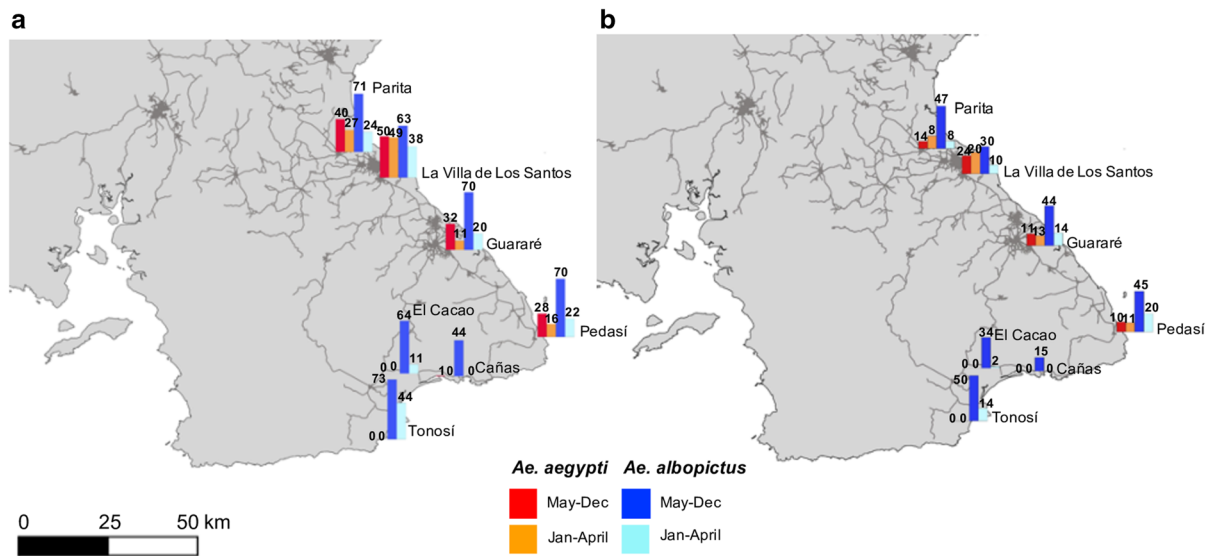 a
b
71 Parita
40
27
24
50
49
63
38
La Villa de Los Santos
70
32
11
20
Guararé
70
28
16
22
Pedasí
El Cacao
64
0 0
11
44
1 0
0
Cañas
73
44
0 0
Tonosí
47
Parita
14
8
8
24
20
30
10
La Villa de Los Santos
44
11
13
14
Guararé
45
10
11
20
Pedasí
34 El Cacao
0 0
2
15
0 0
0
Cañas
50
14
0 0
Tonosí
Ae. aegypti Ae. albopictus
May-Dec May-Dec
Jan-April Jan-April
0 25 50 km